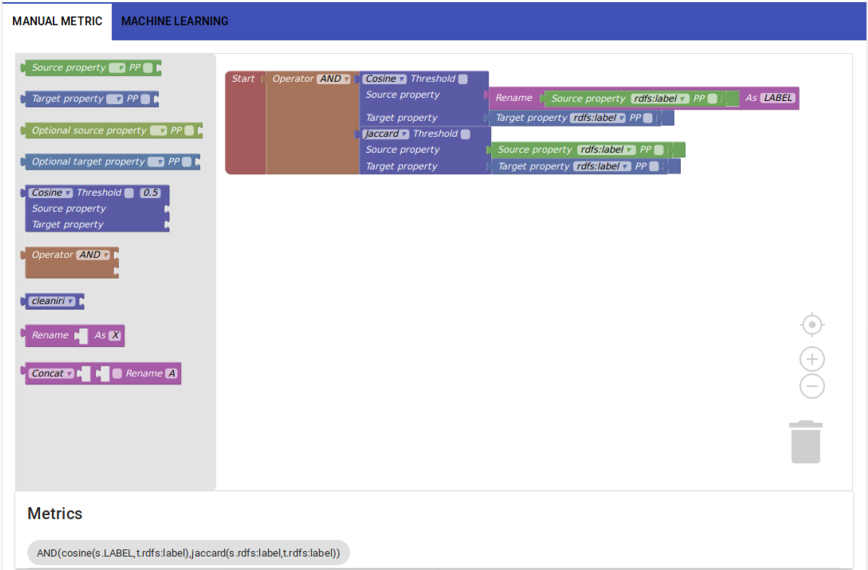 MANUAL METRIC MACHINE LEARNING
Source property PP
Target property PP
Optional source property PP
Optional target property PP
Cosine Threshold 0.5
Source property
Target property
Operator AND
cleaniri
Rename As X
Concat Rename A
Start Operator AND Cosine Threshold
Source property Rename Source property rdfs:label PP As LABEL
Target property Target property rdfs:label PP
Jaccard Threshold
Source property Source property rdfs:label PP
Target property Target property rdfs:label PP
Metrics
AND(cosine(s.LABEL,t.rdfs:label),jaccard(s.rdfs:label,t.rdfs:label))